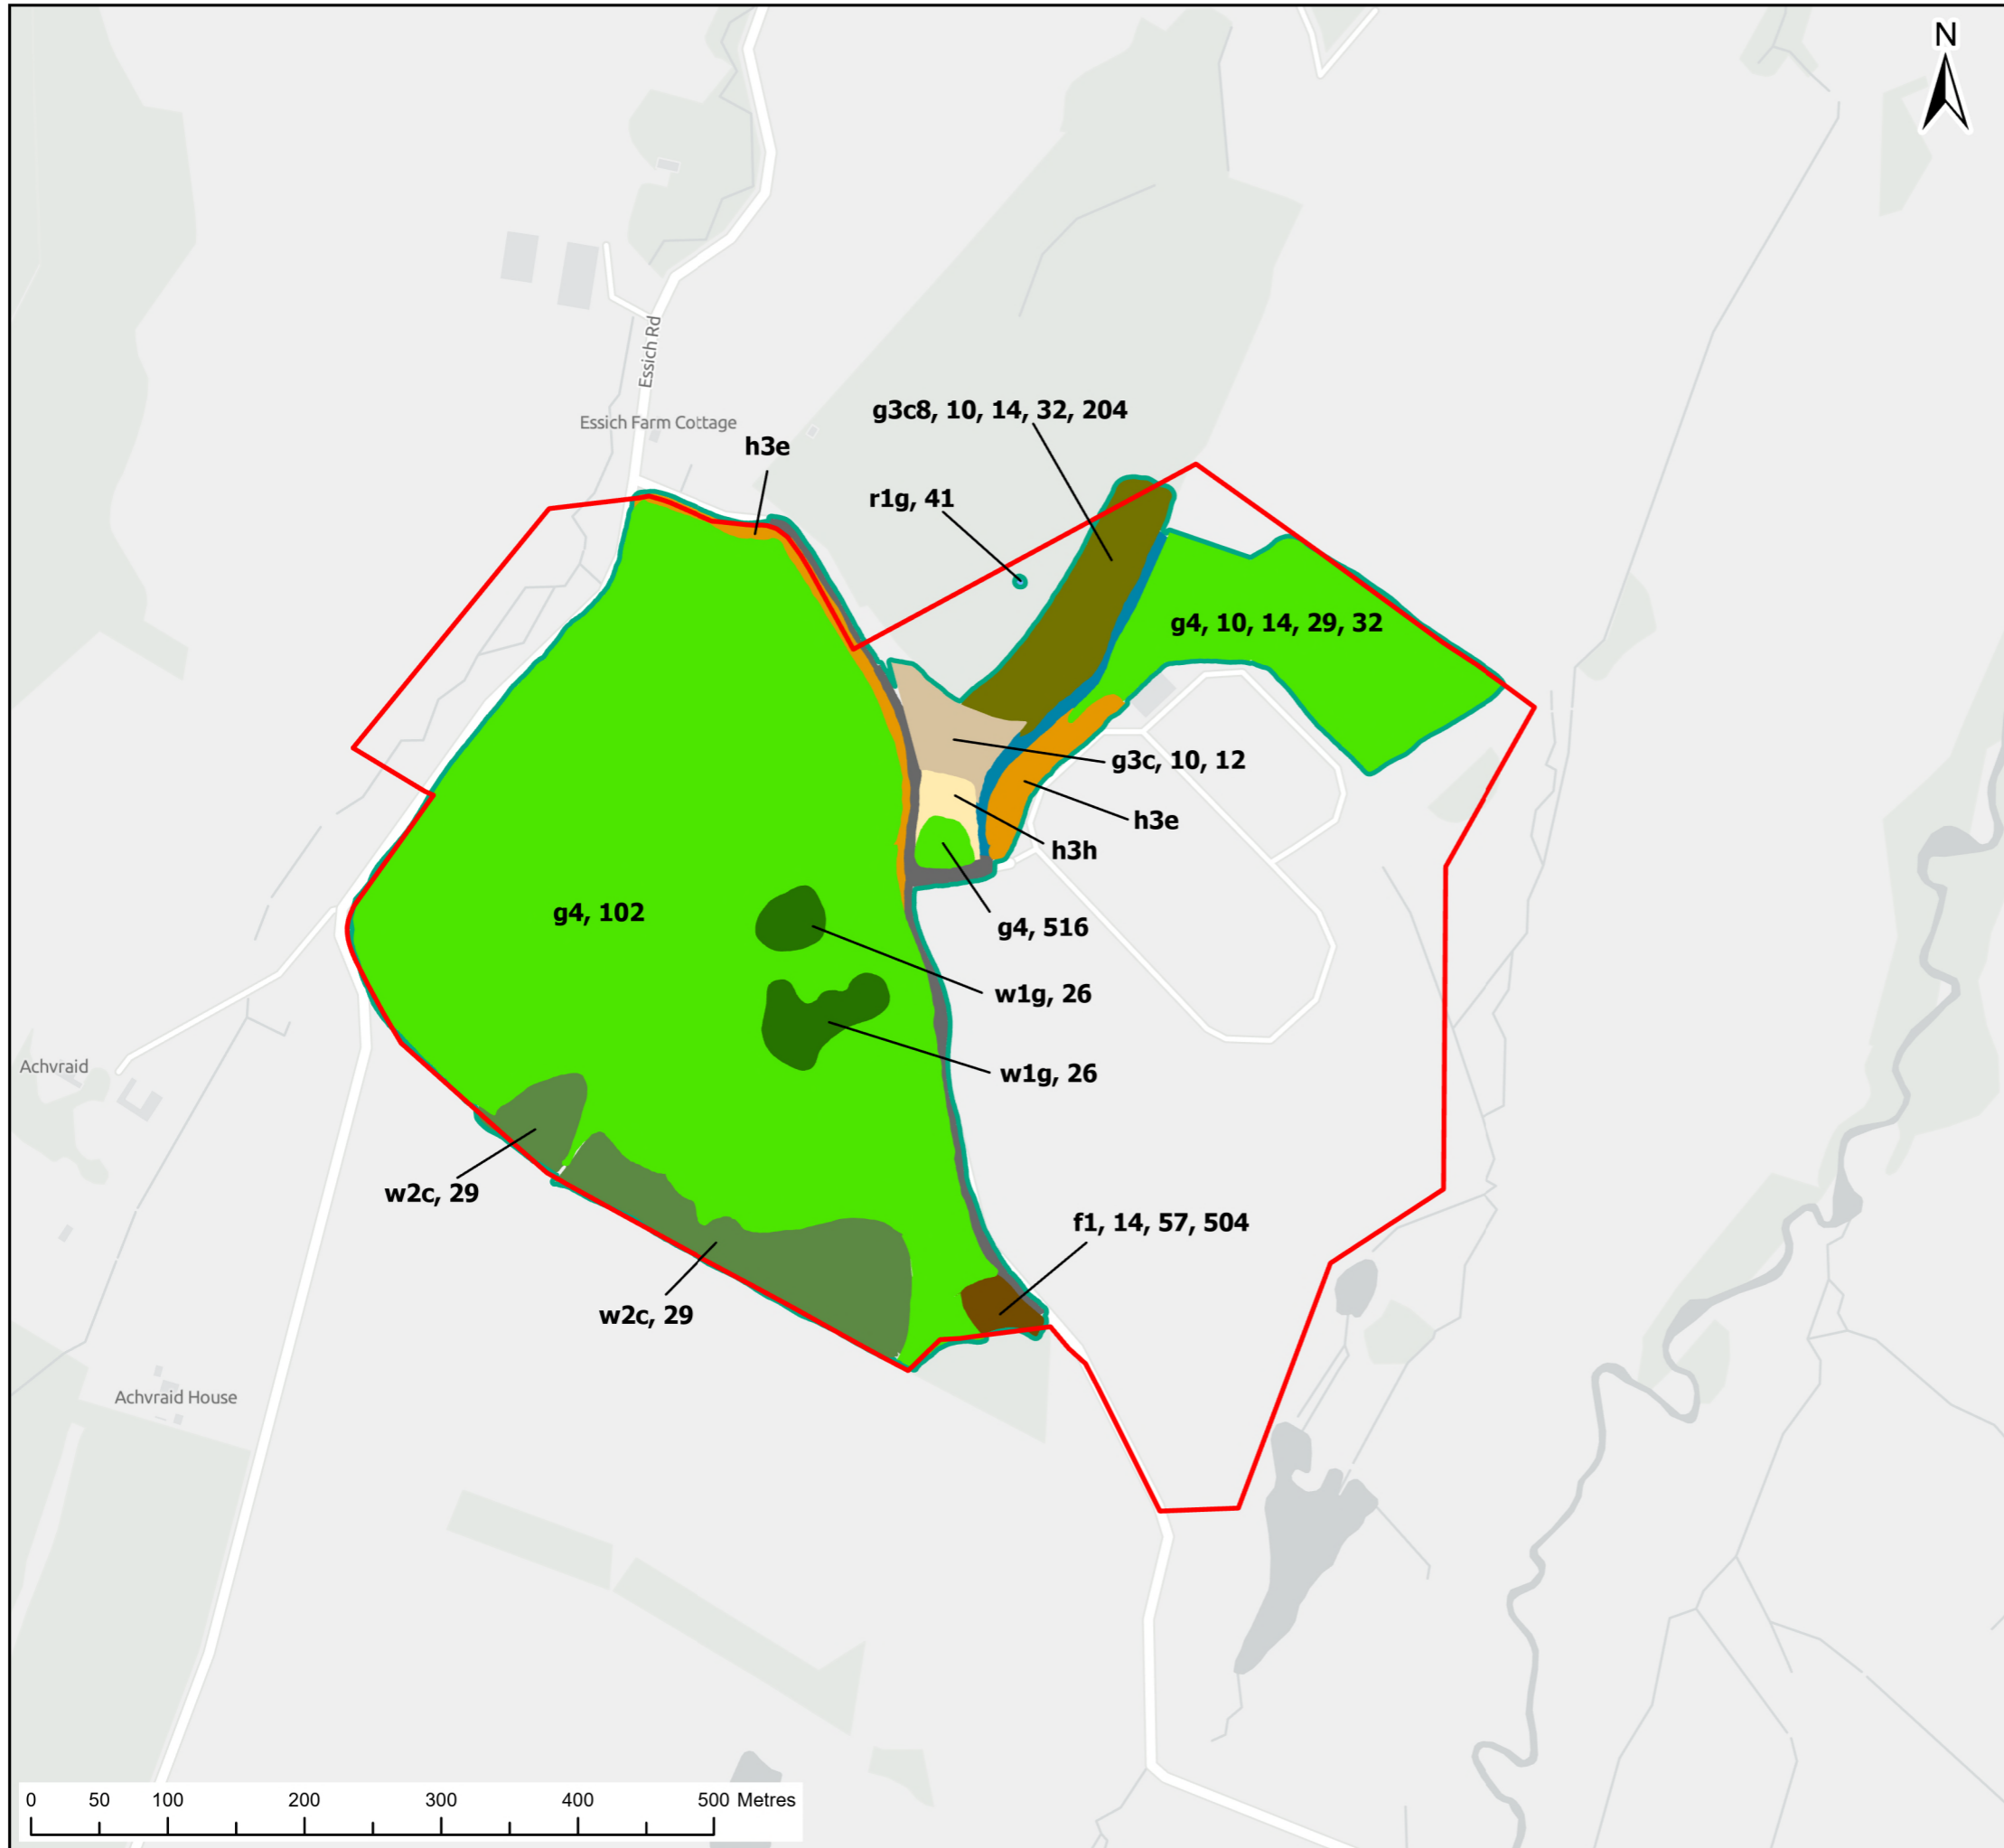 N
Essich Rd
g3c8, 10, 14, 32, 204
Essich Farm Cottage
h3e
r1g, 41
g4, 10, 14, 29, 32
g3c, 10, 12
h3e
h3h
g4, 102
g4, 516
w1g, 26
Achvraid
w1g, 26
w2c, 29
f1, 14, 57, 504
w2c, 29
Achvraid House
0 50 100 200 300 400 500 Metres